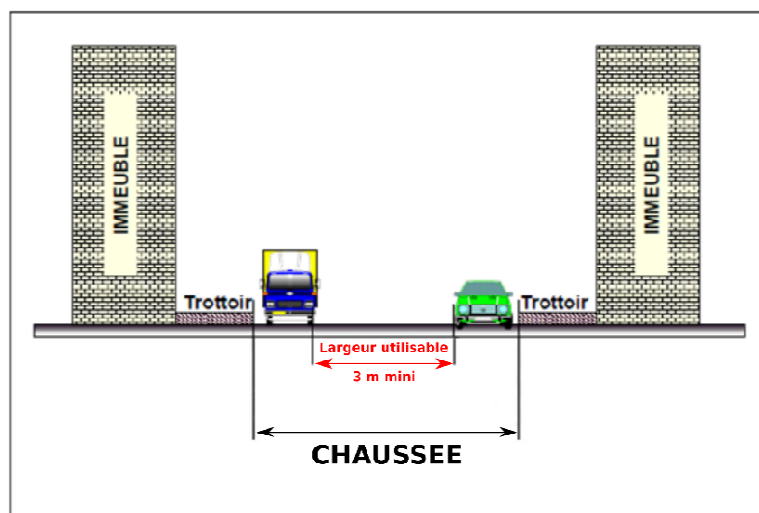 IMMEUBLE
IMMEUBLE
Trottoir
Trottoir
Largeur utilisable
3 m mini
CHAUSSEE